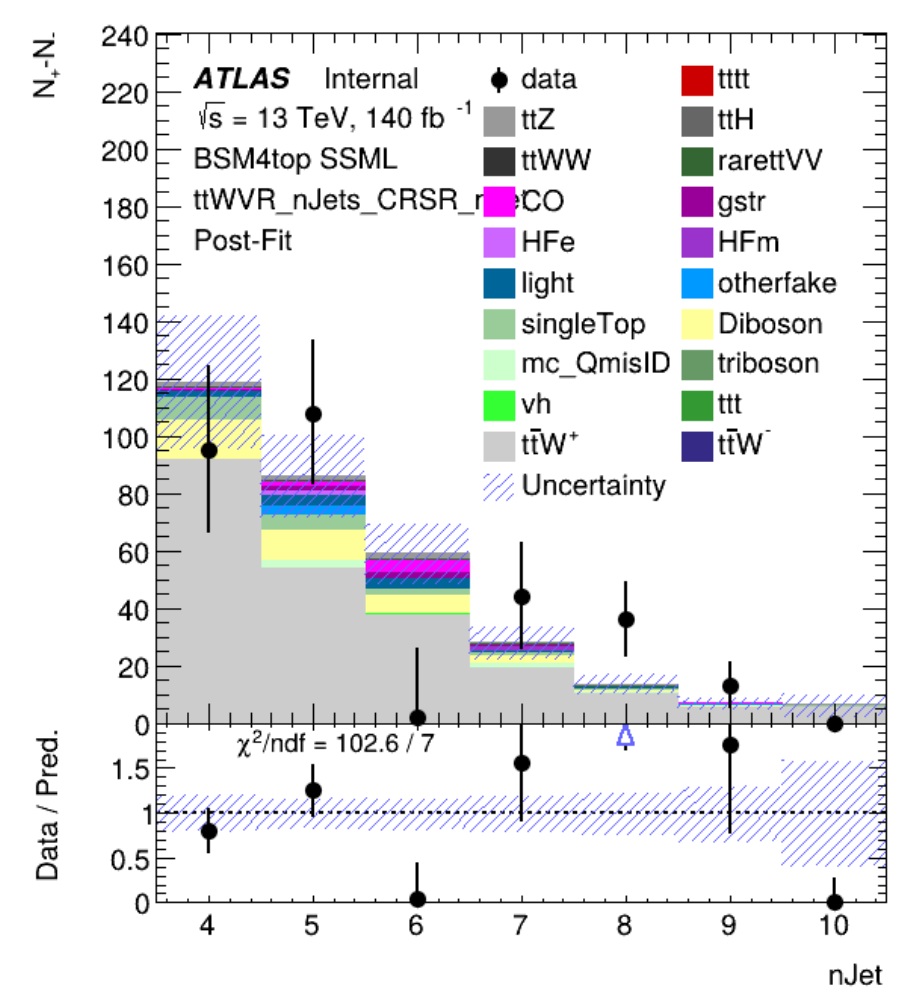 N₊-N.
240
220
200
180
160
140
120
100
80
60
40
20
0
ATLAS Internal
√s = 13 TeV, 140 fb ⁻¹
BSM4top SSML
ttWVR_nJets_CRSR_n
Post-Fit
data
tttt
ttZ
ttH
ttWW
rarettVV
CO
gstr
HFe
HFm
light
otherfake
singleTop
Diboson
mc_QmisID
triboson
vh
ttt
tt̄W⁺
tt̄W⁻
Uncertainty
Data / Pred.
χ²/ndf = 102.6 / 7
1.5
1
0.5
0
4 5 6 7 8 9 10
nJet